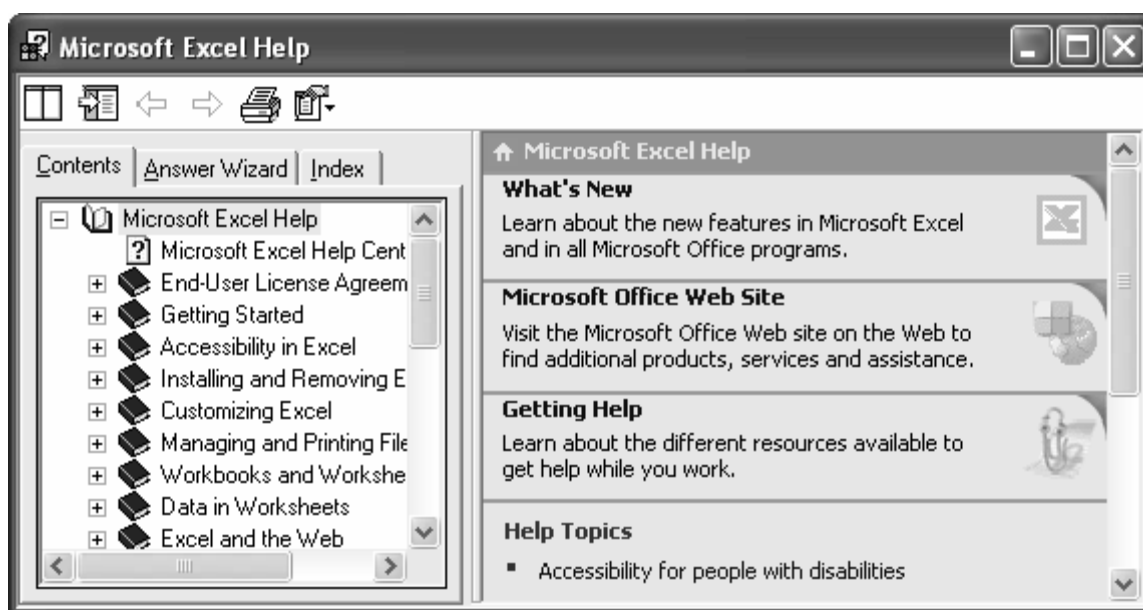 Microsoft Excel Help
Contents
Answer Wizard
Index
Microsoft Excel Help
Microsoft Excel Help Cent
End-User License Agreem
Getting Started
Accessibility in Excel
Installing and Removing E
Customizing Excel
Managing and Printing File
Workbooks and Workshe
Data in Worksheets
Excel and the Web
Microsoft Excel Help
What's New
Learn about the new features in Microsoft Excel
and in all Microsoft Office programs.
Microsoft Office Web Site
Visit the Microsoft Office Web site on the Web to
find additional products, services and assistance.
Getting Help
Learn about the different resources available to
get help while you work.
Help Topics
Accessibility for people with disabilities